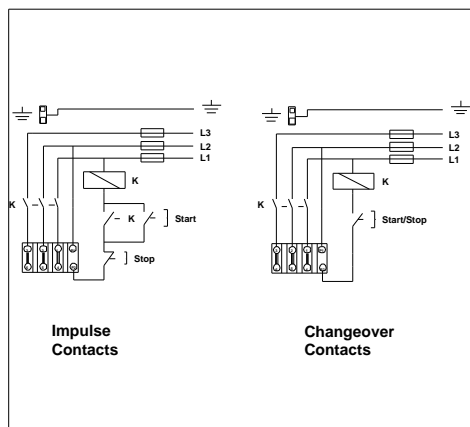 L3
L2
L1
K
K
K
Start
Stop
Impulse
Contacts
L3
L2
L1
K
K
Start/Stop
Changeover
Contacts